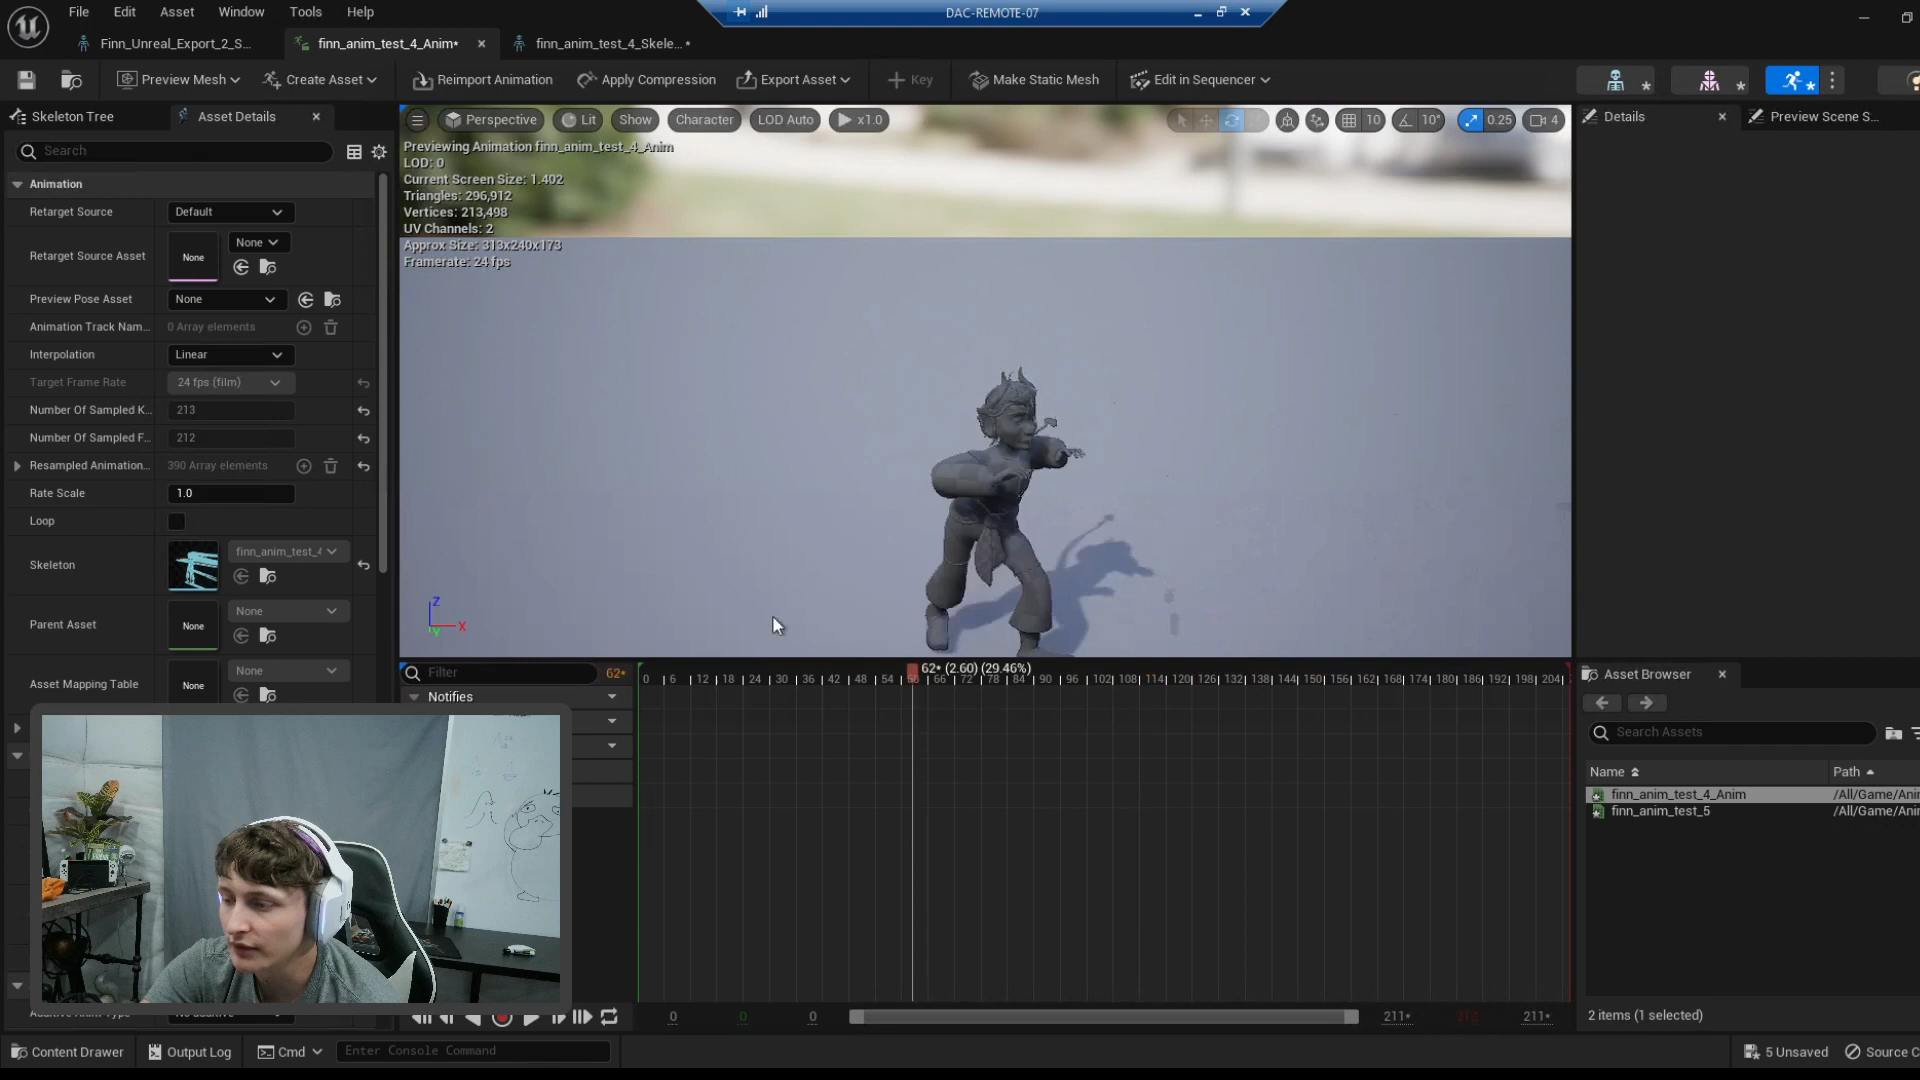 File Edit Asset Window Tools Help
DAC-REMOTE-07
Finn_Unreal_Export_2_S...
finn_anim_test_4_Anim*
finn_anim_test_4_Skele... *
Preview Mesh
Create Asset
Reimport Animation
Apply Compression
Export Asset
Key
Make Static Mesh
Edit in Sequencer
Skeleton Tree
Asset Details
Perspective
Lit
Show
Character
LOD Auto
x1.0
10
10°
0.25
4
Details
Preview Scene S...
Search
Previewing Animation finn_anim_test_4_Anim
LOD: 0
Current Screen Size: 1.402
Triangles: 296,912
Vertices: 213,498
UV Channels: 2
Approx Size: 313x240x173
Framerate: 24 fps
Animation
Retarget Source Default
Retarget Source Asset None None
Preview Pose Asset None
Animation Track Nam... 0 Array elements
Interpolation Linear
Target Frame Rate 24 fps (film)
Number Of Sampled K... 213
Number Of Sampled F... 212
Resampled Animation... 390 Array elements
Rate Scale 1.0
Loop
Skeleton finn_anim_test_4
Parent Asset None None
Asset Mapping Table None None
Z
X
Y
Filter 62*
Notifies
62* (2.60) (29.46%)
0 6 12 18 24 30 36 42 48 54 60 66 72 78 84 90 96 102 108 114 120 126 132 138 144 150 156 162 168 174 180 186 192 198 204
Asset Browser
Search Assets
Name Path
finn_anim_test_4_Anim /All/Game/Ani
finn_anim_test_5 /All/Game/Ani
2 items (1 selected)
0 0 0 211* 211*
Content Drawer
Output Log
Cmd
Enter Console Command
5 Unsaved
Source C